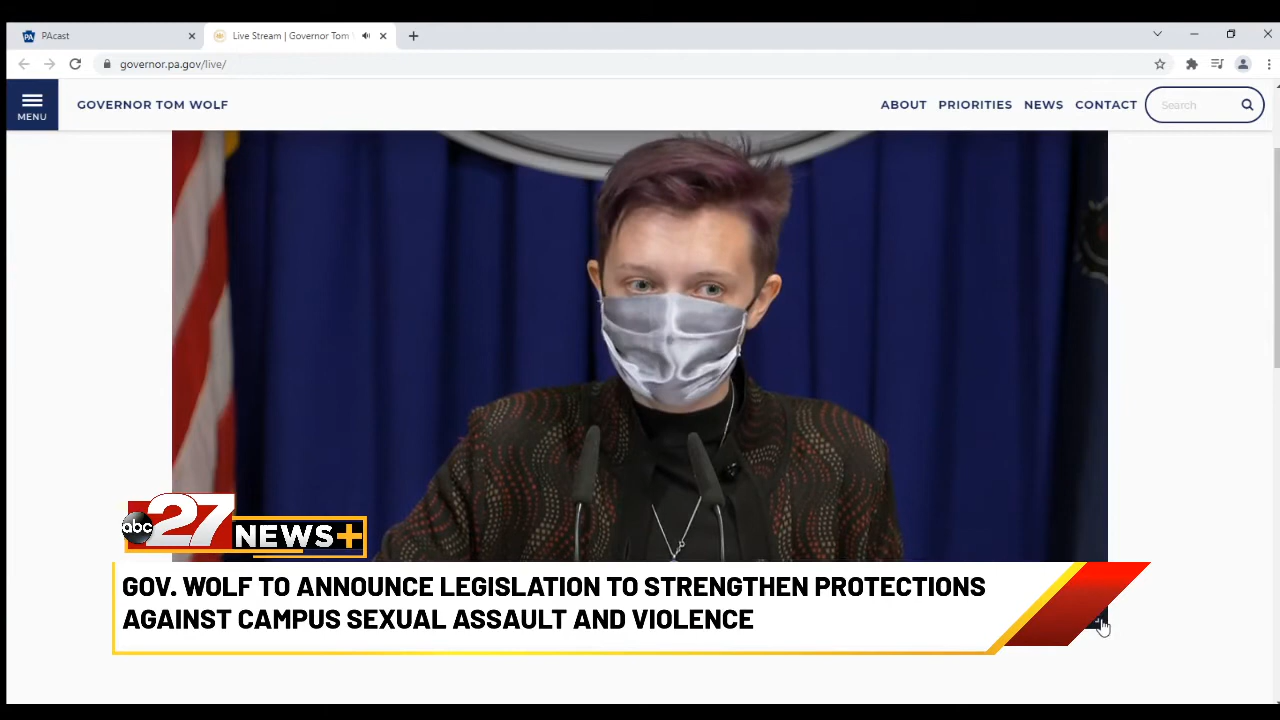 PAcast
Live Stream | Governor Tom
governor.pa.gov/live/
MENU
GOVERNOR TOM WOLF
ABOUT PRIORITIES NEWS CONTACT
Search
abc 27 NEWS+
GOV. WOLF TO ANNOUNCE LEGISLATION TO STRENGTHEN PROTECTIONS
AGAINST CAMPUS SEXUAL ASSAULT AND VIOLENCE